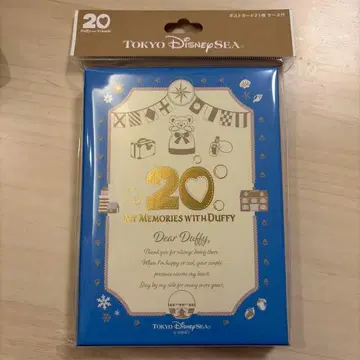 20
TOKYO DISNEYSEA®
ポストカード21枚 ケース付
20
MY MEMORIES WITH DUFFY
Dear Duffy,
Thank you for always being there.
When I'm happy or sad, your simple
presence warms my heart.
Stay by my side for many more years.
TOKYO DISNEYSEA®